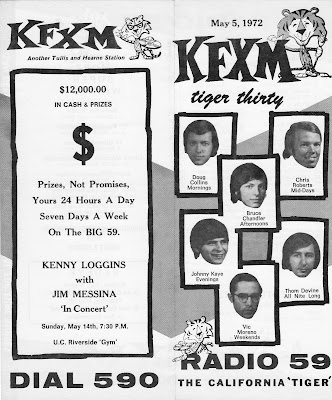 KFXM
Another Tullis and Hearne Station
$12,000.00
IN CASH & PRIZES
$
Prizes, Not Promises,
Yours 24 Hours A Day
Seven Days A Week
On The BIG 59.
KENNY LOGGINS
with
JIM MESSINA
'In Concert'
Sunday, May 14th, 7:30 P.M.
U.C. Riverside 'Gym'
DIAL 590
May 5, 1972
KFXM
tiger thirty
Doug
Collins
Mornings
Chris
Roberts
Mid-Days
Bruce
Chandler
Afternoons
Johnny Kaye
Evenings
Thom Devine
All Nite Long
Vic
Moreno
Weekends
RADIO 59
THE CALIFORNIA 'TIGER'